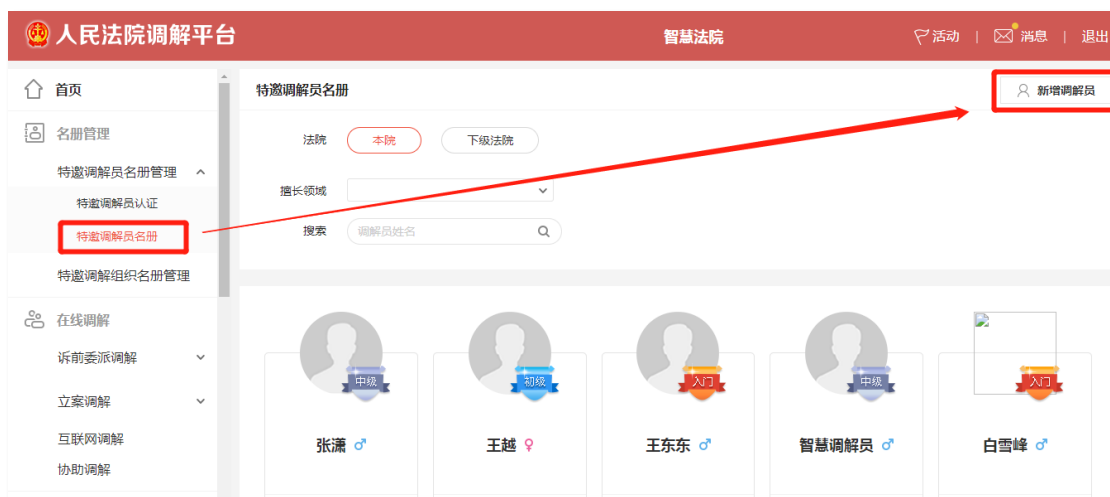 人民法院调解平台
智慧法院
活动 | 消息 | 退出
首页
名册管理
特邀调解员名册管理
特邀调解员认证
特邀调解员名册
特邀调解组织名册管理
在线调解
诉前委派调解
立案调解
互联网调解
协助调解
特邀调解员名册
新增调解员
法院 本院 下级法院
擅长领域
搜索 调解员姓名
中级 初级 入门 中级 入门
张潇 ♂ 王越 ♀ 王东东 ♂ 智慧调解员 ♂ 白雪峰 ♂